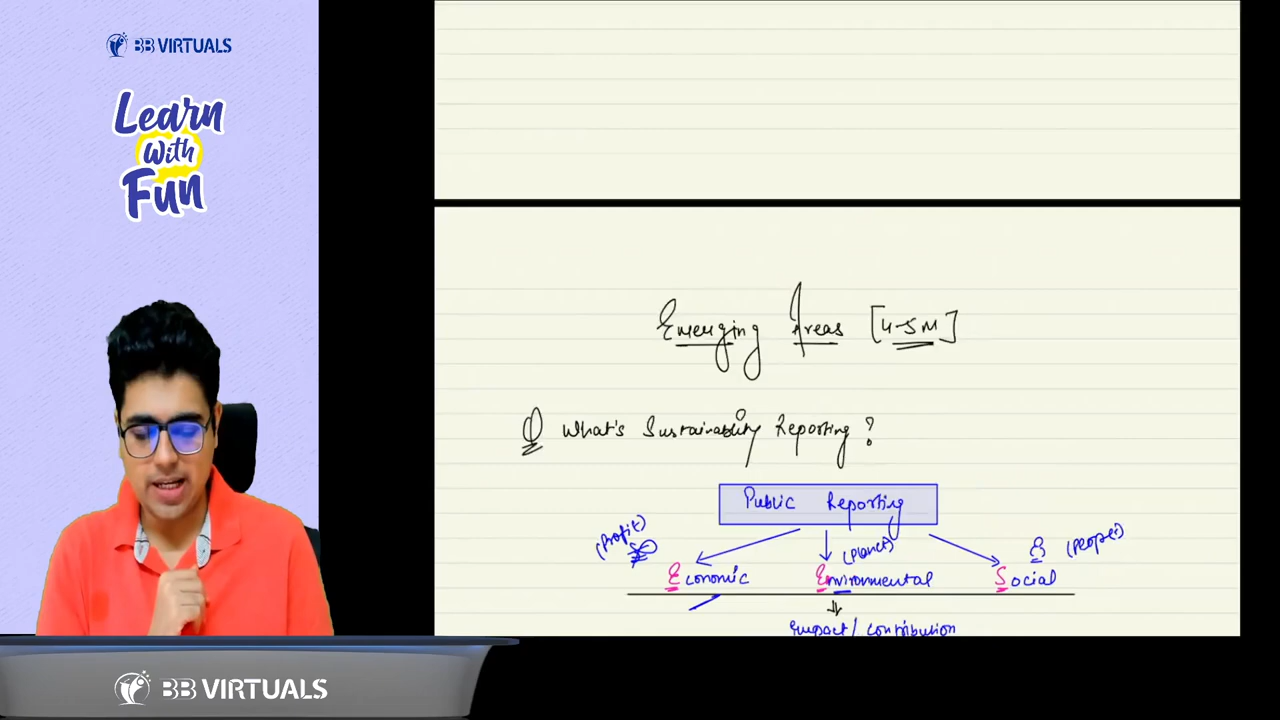 BB VIRTUALS
Learn
With
Fun
Emerging Areas [4-5M]
Q What's Sustainability Reporting ?
Public Reporting
(Profit)
(Planet)
(People)
Economic
Environmental
Social
Impact / Contribution
BB VIRTUALS